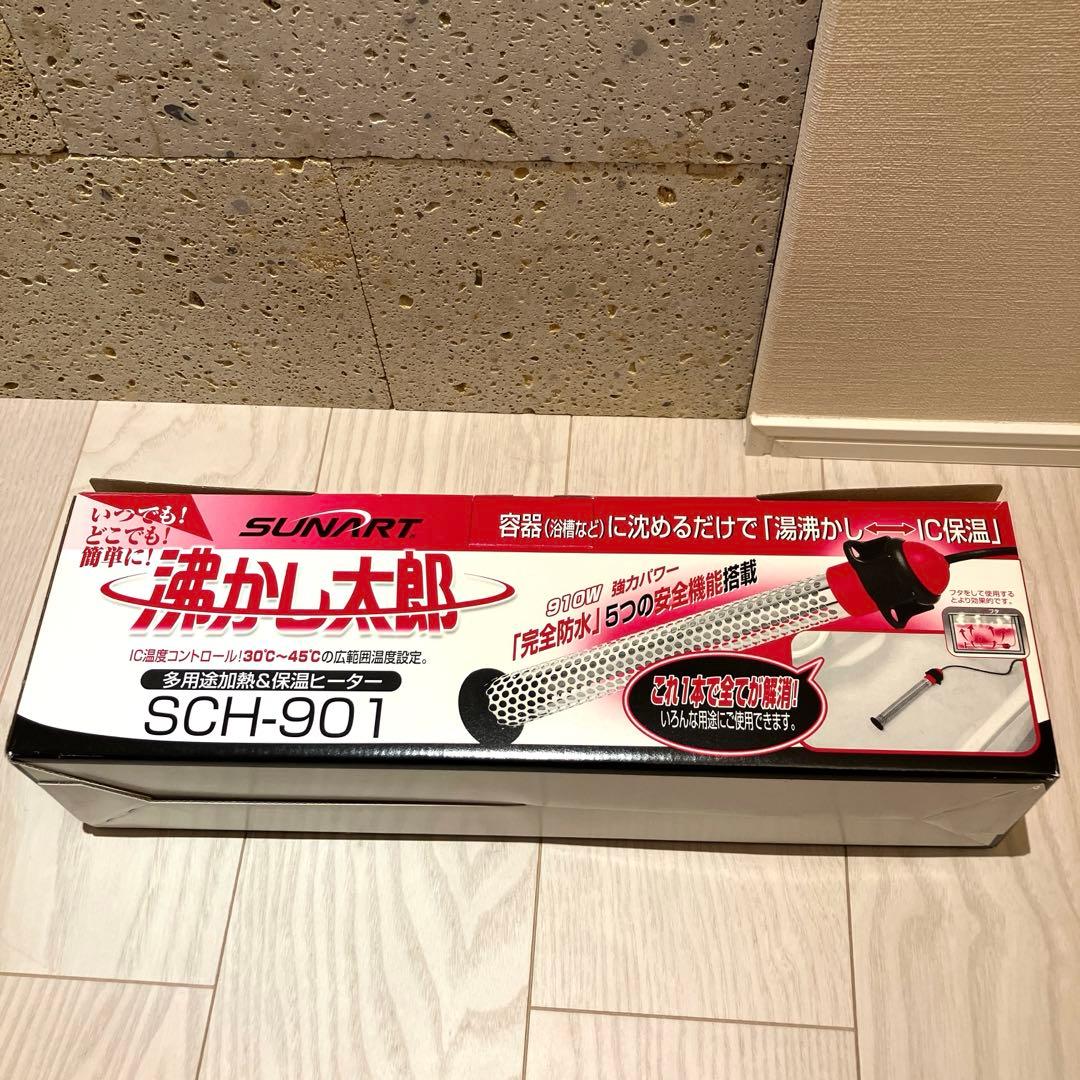 いつでも!
どこでも!
簡単に!
SUNART
沸かし太郎
IC温度コントロール!30℃～45℃の広範囲温度設定。
多用途加熱&保温ヒーター
SCH-901
容器(浴槽など)に沈めるだけで「湯沸かし⟷IC保温」
910W 強力パワー
「完全防水」5つの安全機能搭載
これ1本で全てが解消!
いろんな用途にご使用できます。
フタをして使用する
とより効果的です。
フタ